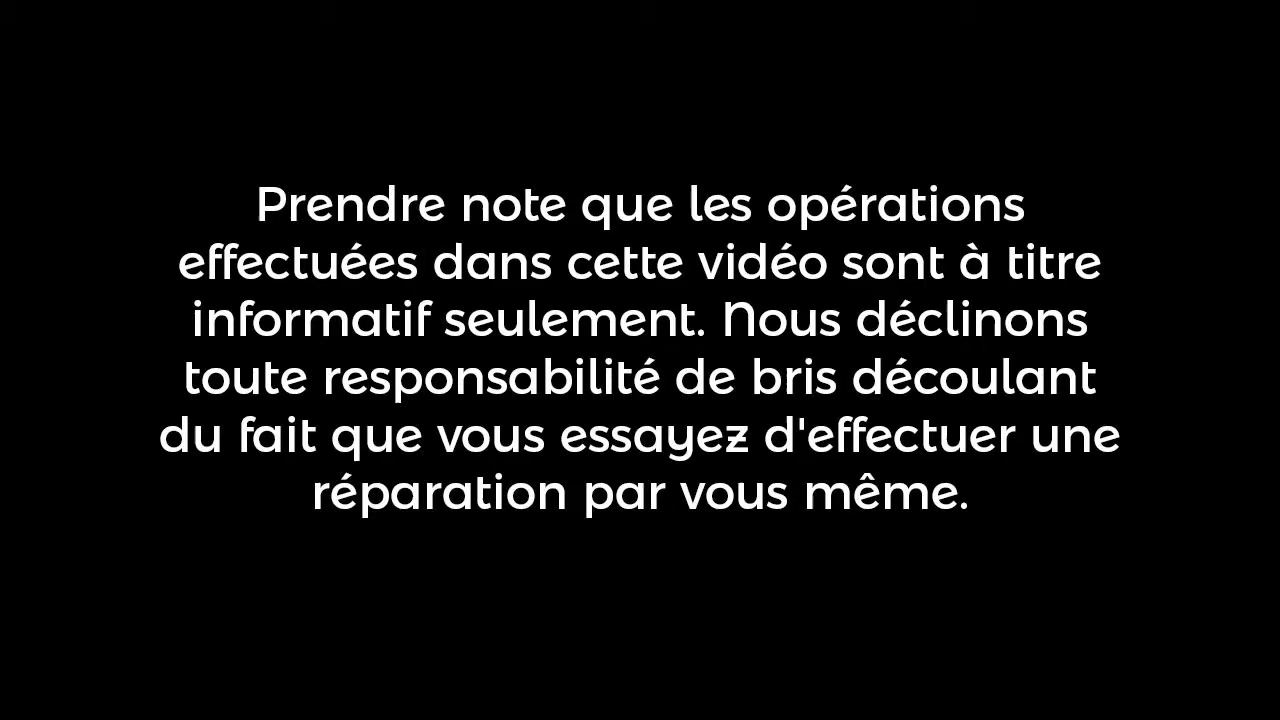 Prendre note que les opérations
effectuées dans cette vidéo sont à titre
informatif seulement. Nous déclinons
toute responsabilité de bris découlant
du fait que vous essayez d'effectuer une
réparation par vous même.